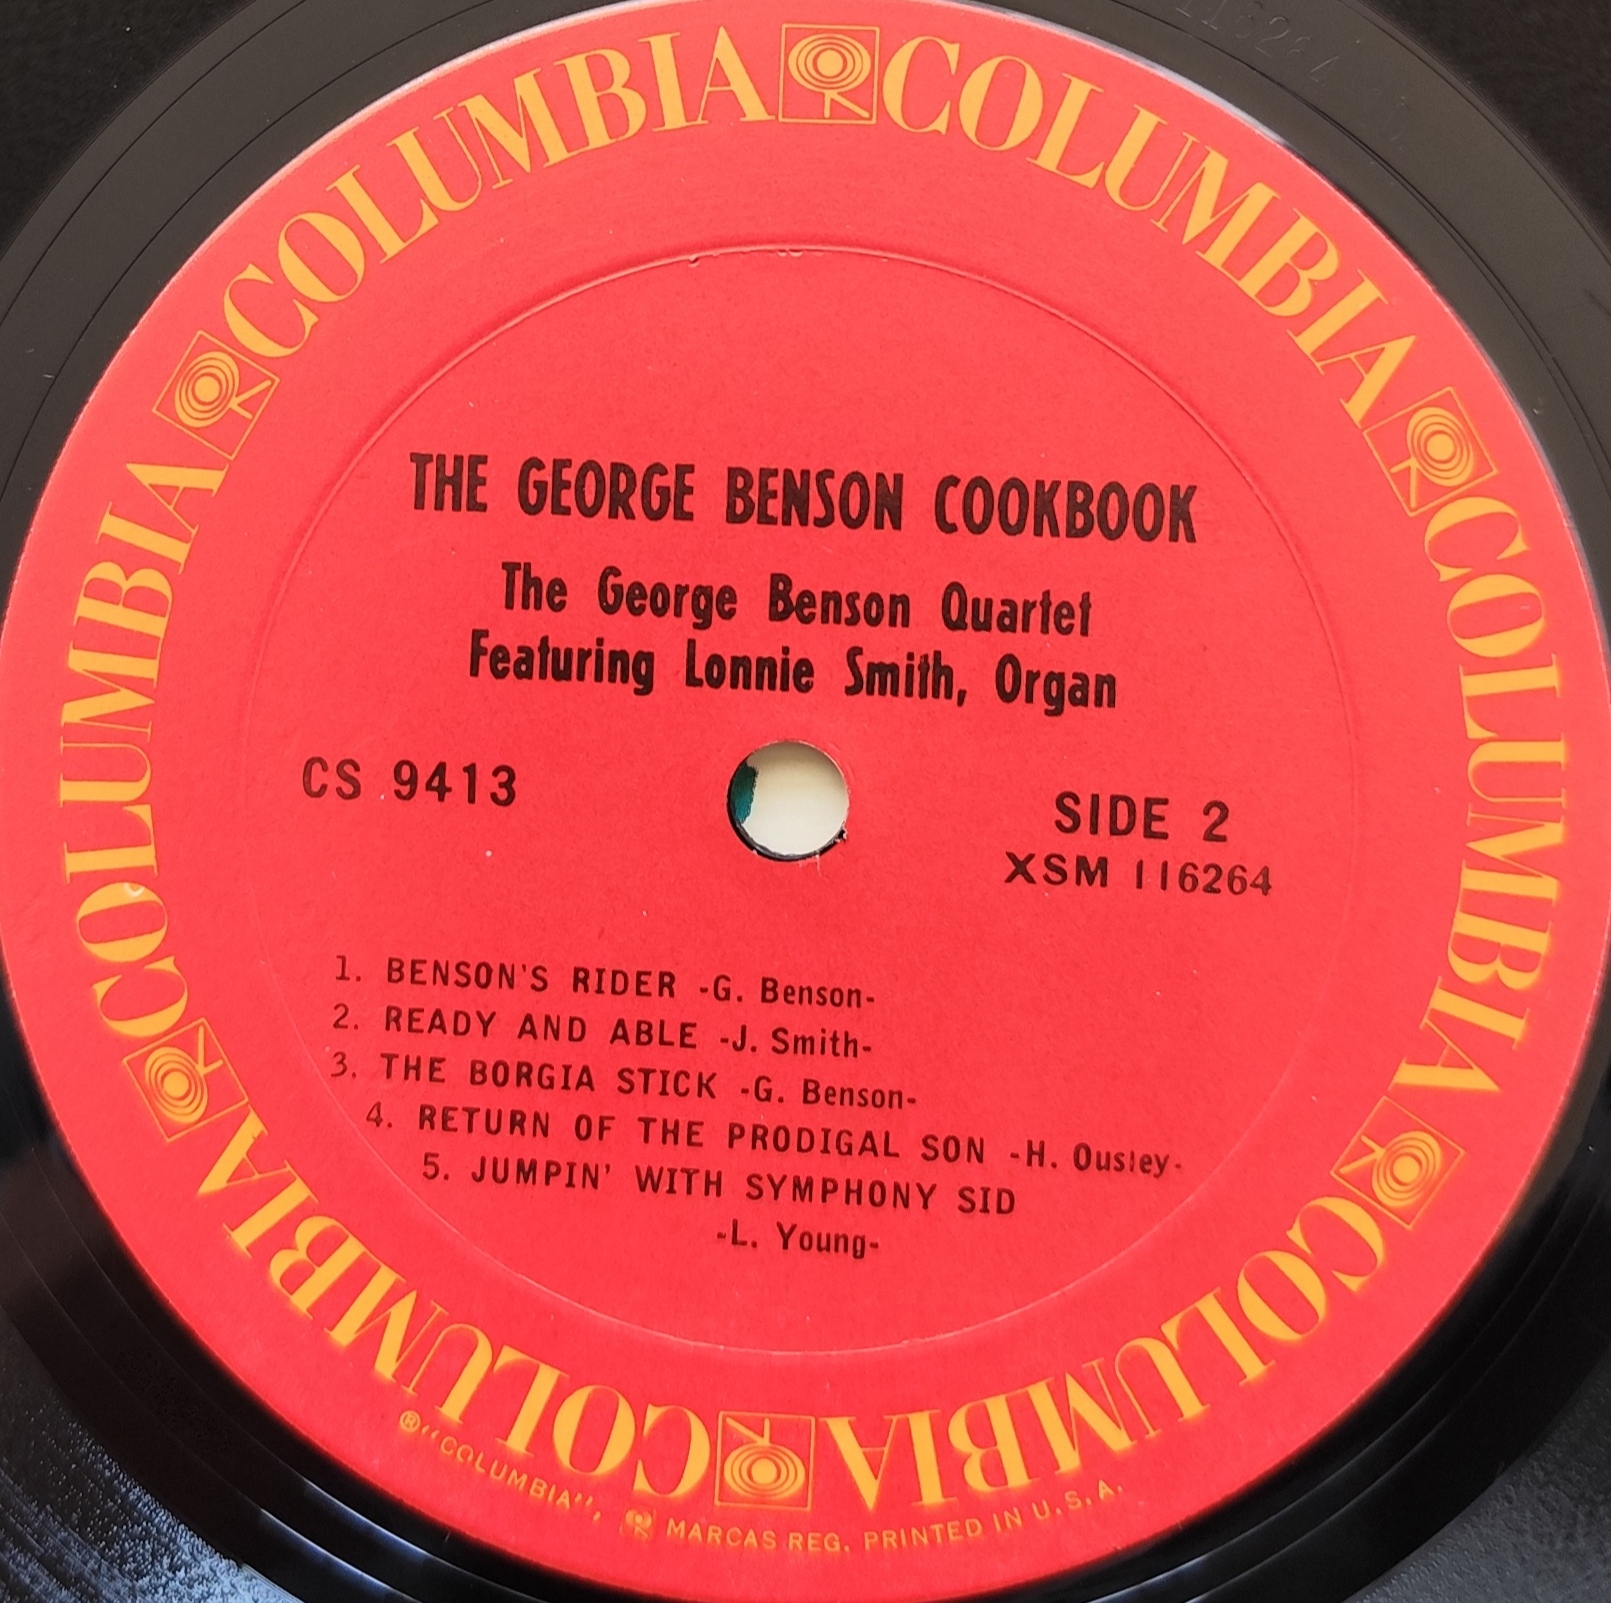 COLUMBIA COLUMBIA COLUMBIA COLUMBIA COLUMBIA COLUMBIA
THE GEORGE BENSON COOKBOOK
The George Benson Quartet
Featuring Lonnie Smith, Organ
CS 9413
SIDE 2
XSM 116264
1. BENSON'S RIDER -G. Benson-
2. READY AND ABLE -J. Smith-
3. THE BORGIA STICK -G. Benson-
4. RETURN OF THE PRODIGAL SON -H. Ousley-
5. JUMPIN' WITH SYMPHONY SID
-L. Young-
®"COLUMBIA", MARCAS REG. PRINTED IN U.S.A.